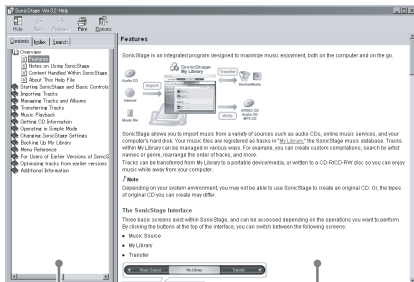 SonicStage Ver32 Help
Hide Back Forward Print Options
Contents Index Search
Overview
Features
Notes on Using SonicStage
Content Handled Within SonicStage
About This Help File
Starting SonicStage and Basic Controls
Importing Tracks
Managing Tracks and Albums
Transferring Tracks
Music Playback
Getting CD Information
Operating in Simple Mode
Changing SonicStage Settings
Backing Up My Library
Menu Reference
For Users of Earlier Versions of SonicS
Optimizing tracks from earlier versions
Additional Information
Features
SonicStage is an integrated program designed to maximize music enjoyment, both on the computer and on the go.
SonicStage
My Library
Audio CD
Import
Transfer
Device/Media
Internet
Write
ATRAC CD
Audio CD
MP3 CD
Music file
SonicStage allows you to import music from a variety of sources such as audio CDs, online music services, and your
computer's hard disk. Your music files are registered as tracks in "My Library," the SonicStage music database. Tracks
within My Library can be managed in various ways. For example, you can create custom compilations, search by artist
names or genre, rearrange the order of tracks, and more.
Tracks can be transferred from My Library to a portable device/media, or written to a CD-R/CD-RW disc so you can enjoy
music while away from your computer.
Note
Depending on your system environment, you may not be able to use SonicStage to create an original CD. Or, the types
of original CD you can create may differ.
The SonicStage Interface
Three basic screens exist within SonicStage, and can be accessed depending on the operations you want to perform.
By clicking the buttons at the top of the interface, you can switch between the following screens:
• Music Source
• My Library
• Transfer
Music Source My Library Transfer